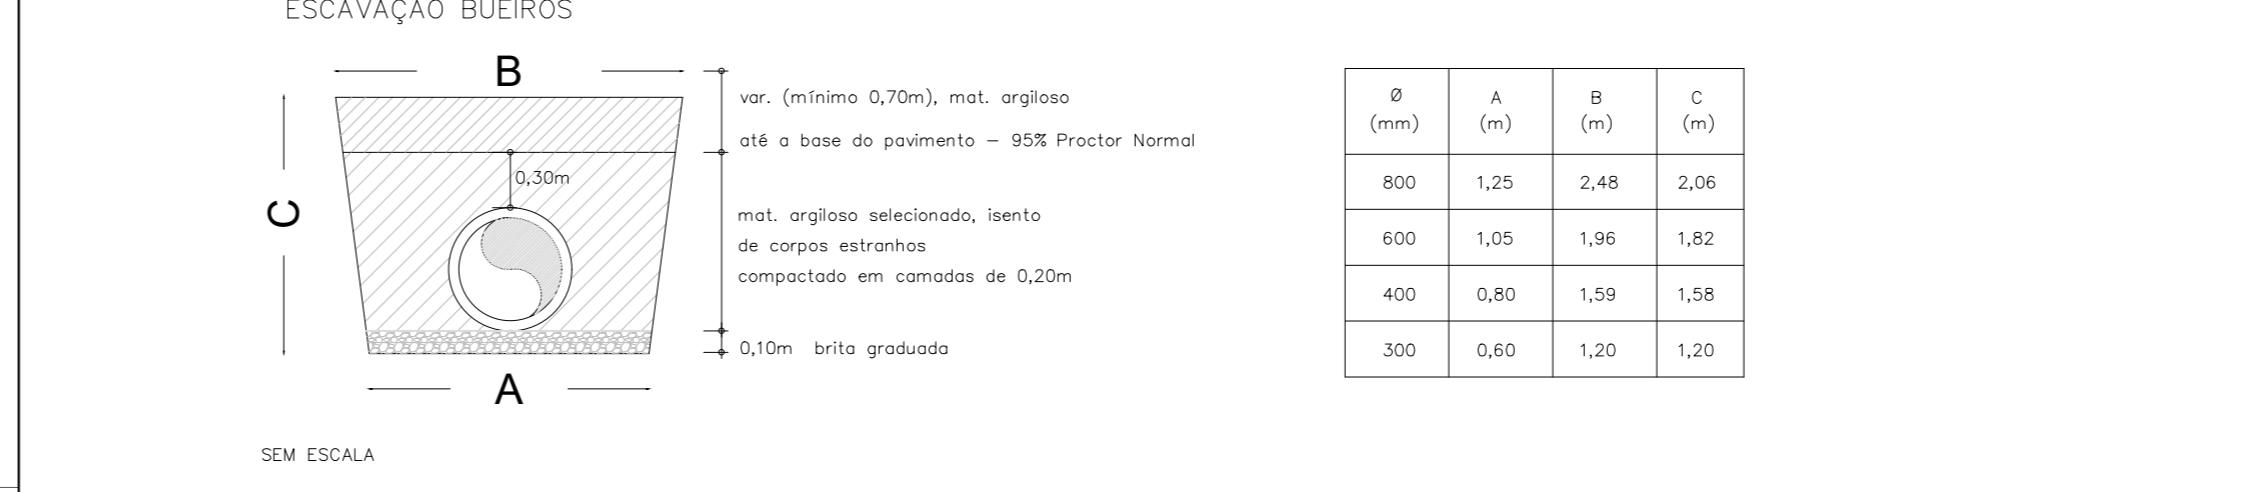 ESCAVAÇÃO BUEIROS
B
var. (mínimo 0,70m), mat. argiloso
até a base do pavimento – 95% Proctor Normal
0,30m
C
mat. argiloso selecionado, isento
de corpos estranhos
compactado em camadas de 0,20m
0,10m brita graduada
A
SEM ESCALA
Ø A B C
(mm) (m) (m) (m)
800 1,25 2,48 2,06
600 1,05 1,96 1,82
400 0,80 1,59 1,58
300 0,60 1,20 1,20